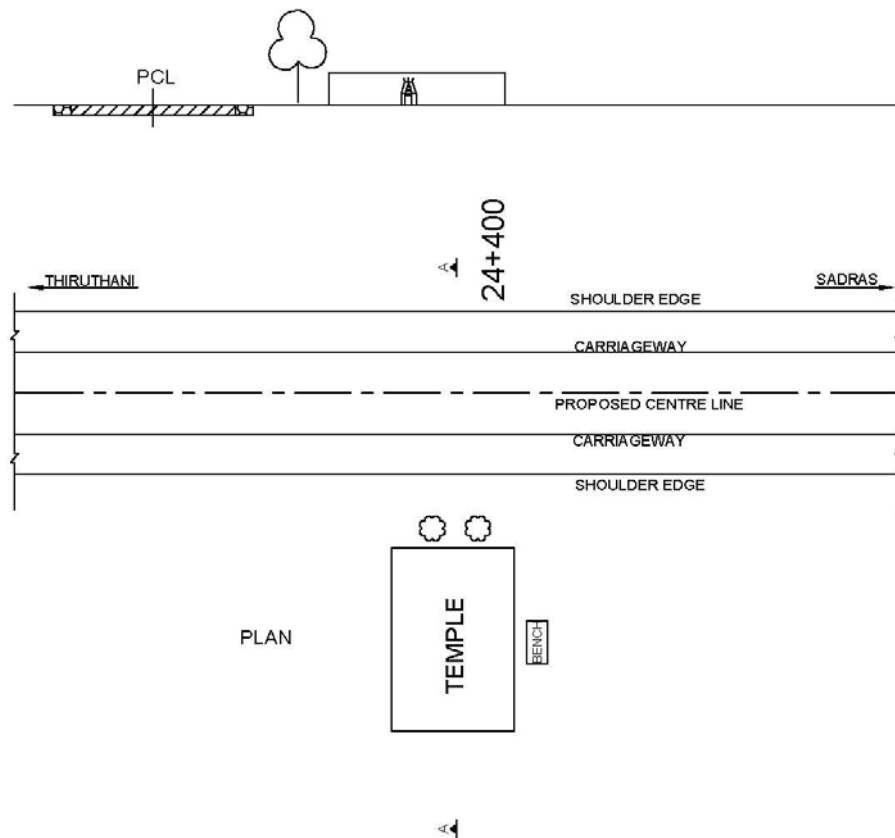 PCL
24+400
A
THIRUTHANI
SADRAS
SHOULDER EDGE
CARRIAGEWAY
PROPOSED CENTRE LINE
CARRIAGEWAY
SHOULDER EDGE
PLAN
TEMPLE
BENCH
A